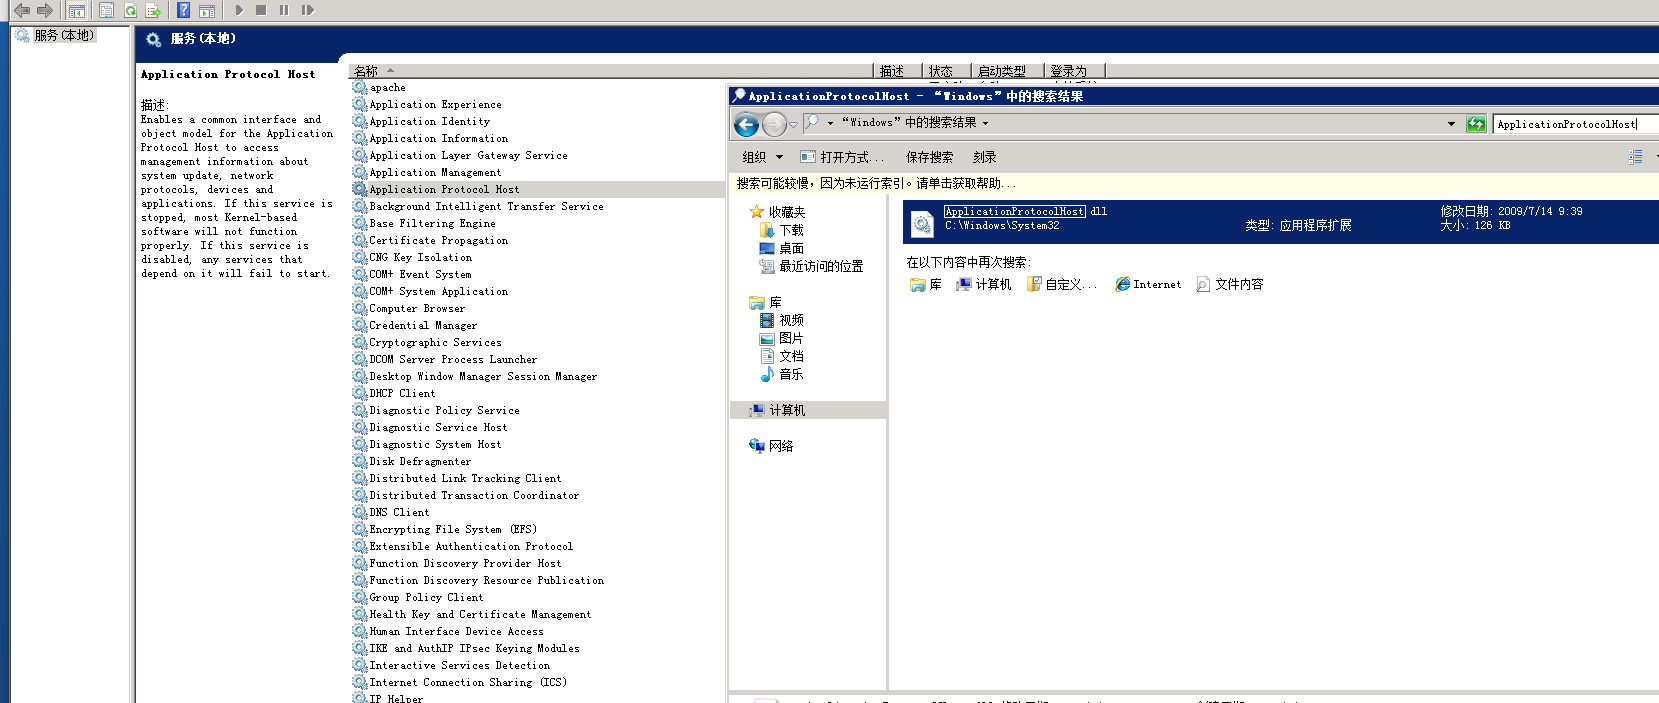 服务(本地)
服务(本地)
Application Protocol Host
描述:
Enables a common interface and
object model for the Application
Protocol Host to access
management information about
system update, network
protocols, devices and
applications. If this service is
stopped, most Kernel-based
software will not function
properly. If this service is
disabled, any services that
depend on it will fail to start.
名称 描述 状态 启动类型 登录为
apache
Application Experience
Application Identity
Application Information
Application Layer Gateway Service
Application Management
Application Protocol Host
Background Intelligent Transfer Service
Base Filtering Engine
Certificate Propagation
CNG Key Isolation
COM+ Event System
COM+ System Application
Computer Browser
Credential Manager
Cryptographic Services
DCOM Server Process Launcher
Desktop Window Manager Session Manager
DHCP Client
Diagnostic Policy Service
Diagnostic Service Host
Diagnostic System Host
Disk Defragmenter
Distributed Link Tracking Client
Distributed Transaction Coordinator
DNS Client
Encrypting File System (EFS)
Extensible Authentication Protocol
Function Discovery Provider Host
Function Discovery Resource Publication
Group Policy Client
Health Key and Certificate Management
Human Interface Device Access
IKE and AuthIP IPsec Keying Modules
Interactive Services Detection
Internet Connection Sharing (ICS)
IP Helper
ApplicationProtocolHost - “Windows”中的搜索结果
“Windows”中的搜索结果
ApplicationProtocolHost
组织 打开方式... 保存搜索 刻录
搜索可能较慢，因为未运行索引。请单击获取帮助...
收藏夹
下载
桌面
最近访问的位置
库
视频
图片
文档
音乐
计算机
网络
ApplicationProtocolHost dll
C:\Windows\System32
类型: 应用程序扩展
修改日期: 2009/7/14 9:39
大小: 126 KB
在以下内容中再次搜索:
库 计算机 自定义... Internet 文件内容